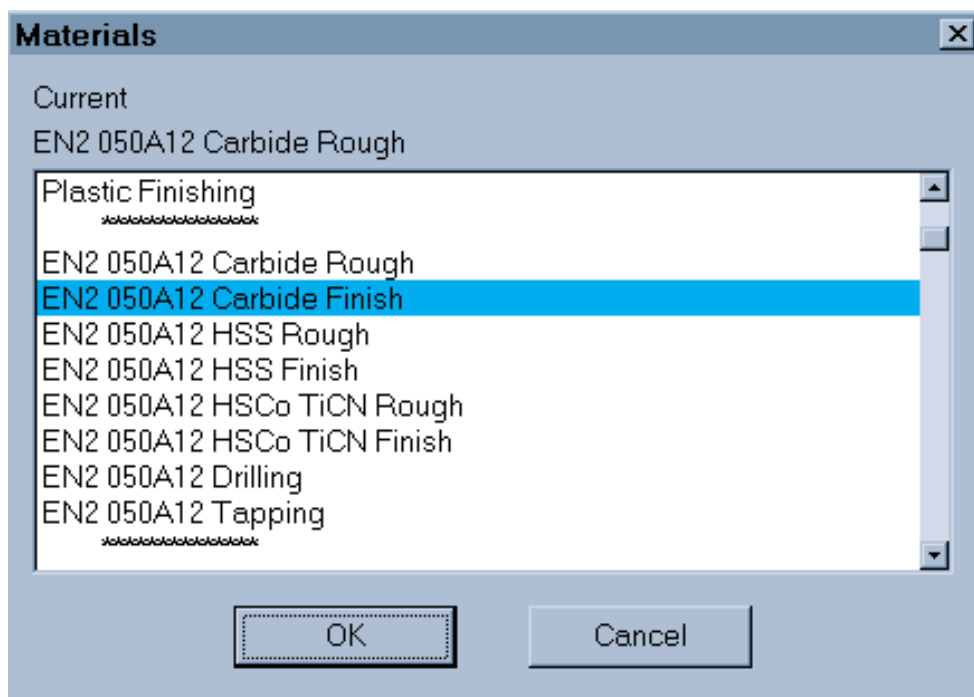 Materials
Current
EN2 050A12 Carbide Rough
Plastic Finishing
*****************
EN2 050A12 Carbide Rough
EN2 050A12 Carbide Finish
EN2 050A12 HSS Rough
EN2 050A12 HSS Finish
EN2 050A12 HSCo TiCN Rough
EN2 050A12 HSCo TiCN Finish
EN2 050A12 Drilling
EN2 050A12 Tapping
*****************
OK
Cancel